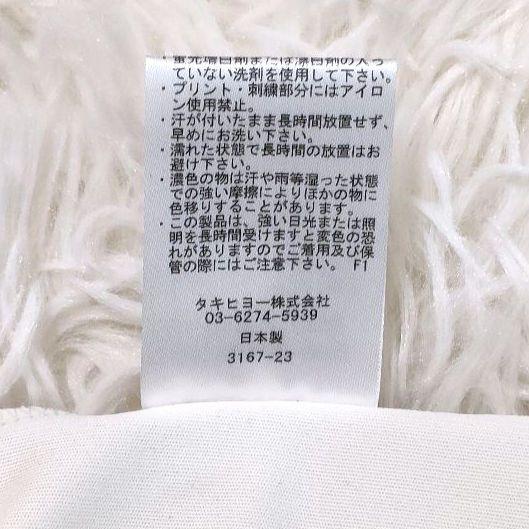 ・蛍光増白剤または漂白剤の入っ
ていない洗剤を使用して下さい。
・プリント・刺繍部分にはアイロ
ン使用禁止。
・汗が付いたまま長時間放置せず、
早めにお洗い下さい。
・濡れた状態で長時間の放置はお
避け下さい。
・濃色の物は汗や雨等湿った状態
での強い摩擦によりほかの物に
色移りすることがあります。
・この製品は、強い日光または照
明を長時間受けますと変色の恐
れがありますのでご着用及び保
管の際にはご注意下さい。 F1
タキヒヨー株式会社
03-6274-5939
日本製
3167-23